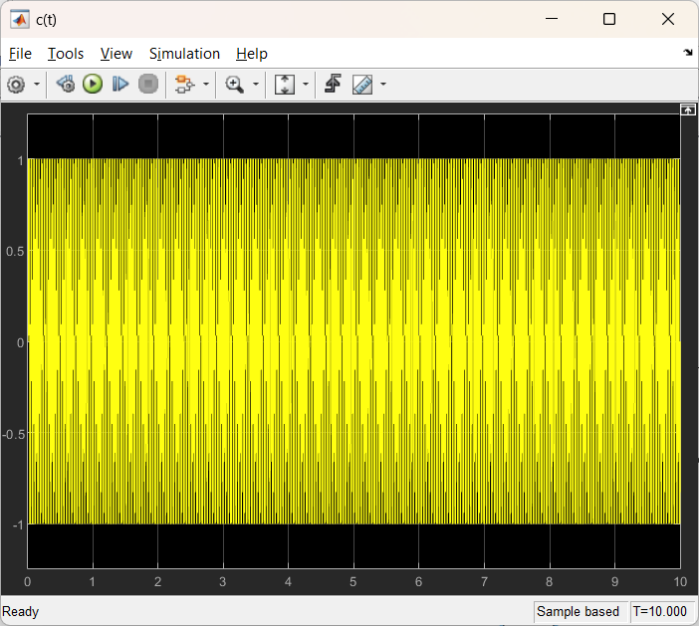 c(t)
File Tools View Simulation Help
1
0.5
0
-0.5
-1
0 1 2 3 4 5 6 7 8 9 10
Ready Sample based T=10.000